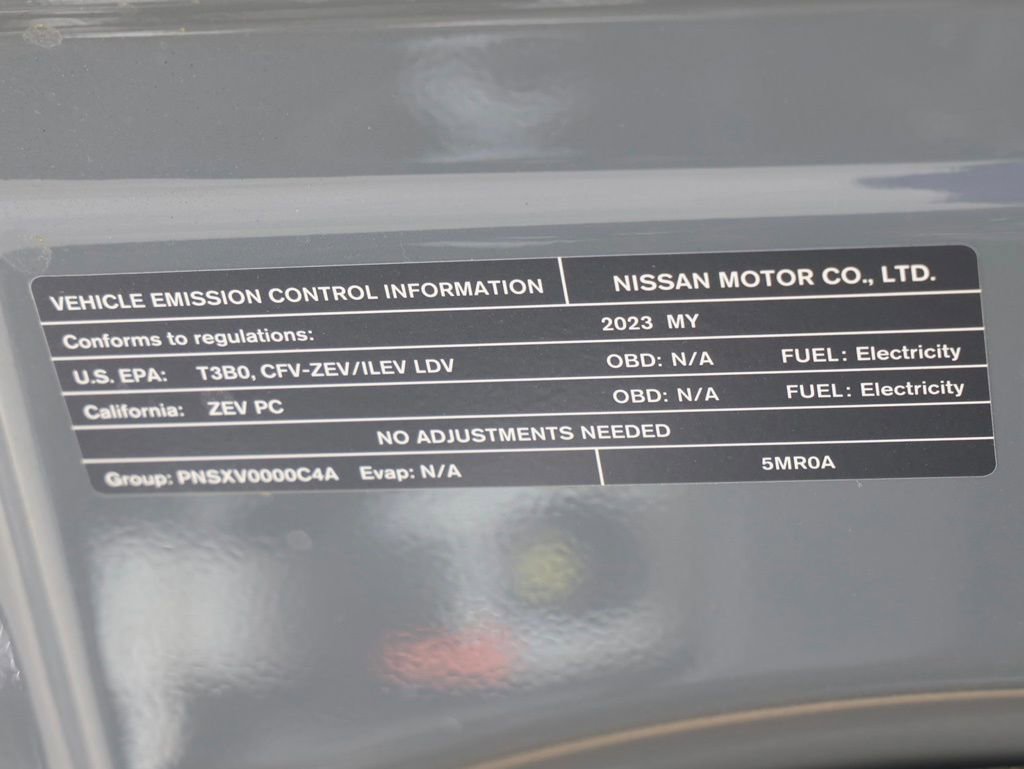 VEHICLE EMISSION CONTROL INFORMATION NISSAN MOTOR CO., LTD.
Conforms to regulations: 2023 MY
U.S. EPA: T3B0, CFV-ZEV/ILEV LDV OBD: N/A FUEL: Electricity
California: ZEV PC OBD: N/A FUEL: Electricity
NO ADJUSTMENTS NEEDED
Group: PNSXV0000C4A Evap: N/A 5MR0A